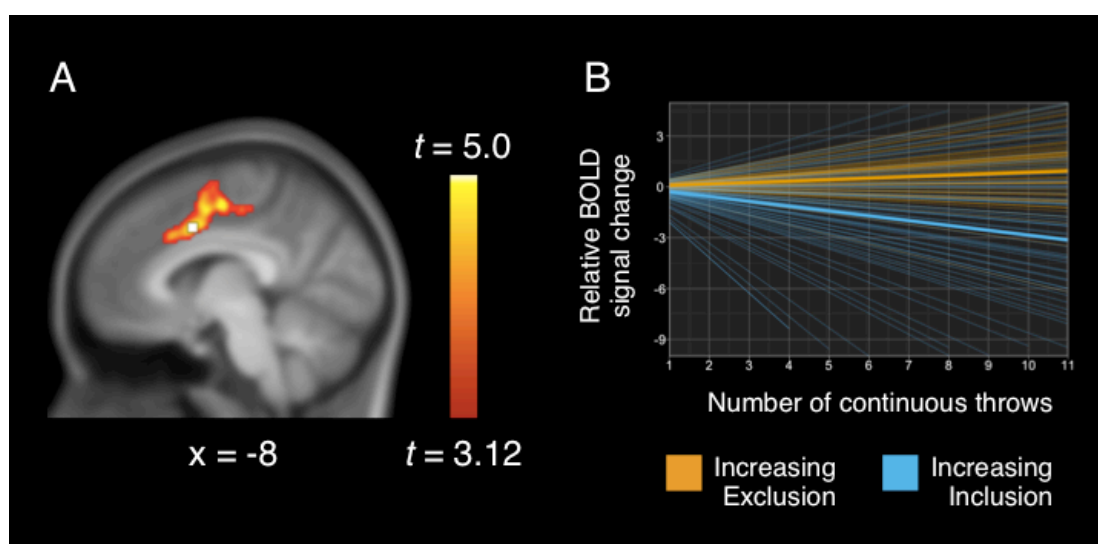 A
t = 5.0
t = 3.12
x = -8
B
Relative BOLD
signal change
3
0
-3
-6
-9
1 2 3 4 5 6 7 8 9 10 11
Number of continuous throws
Increasing
Exclusion
Increasing
Inclusion